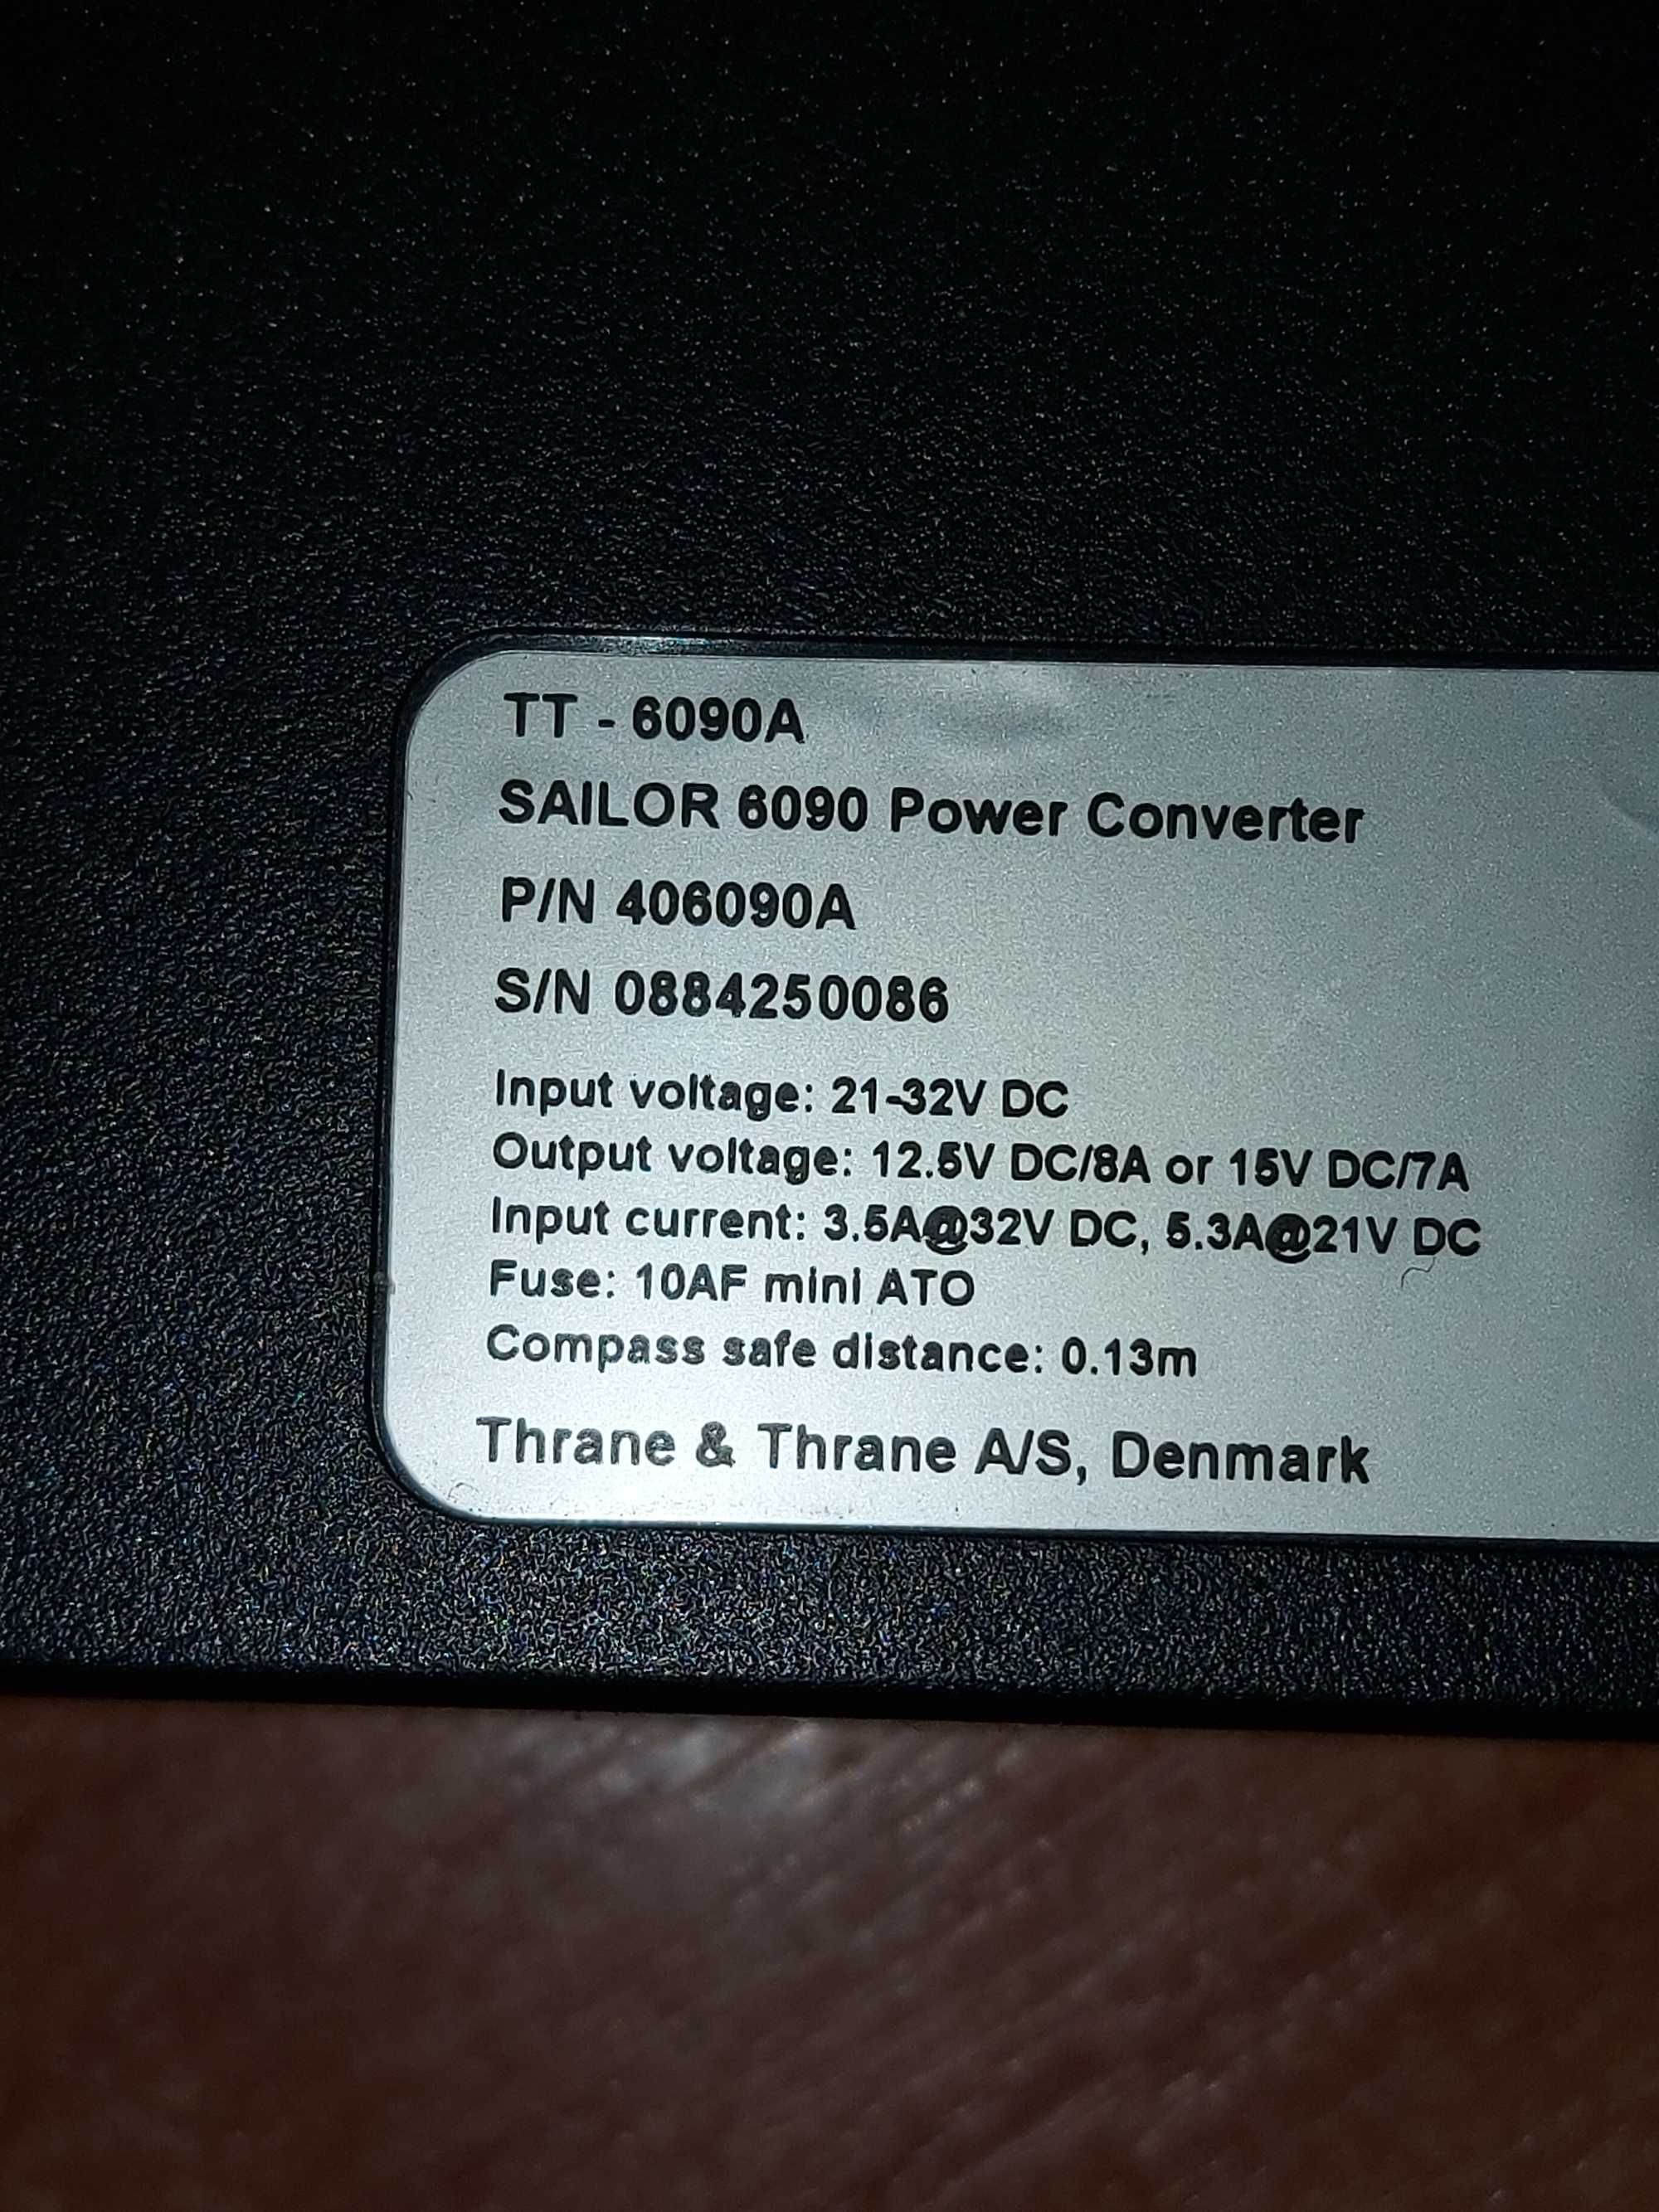 TT - 6090A
SAILOR 6090 Power Converter
P/N 406090A
S/N 0884250086
Input voltage: 21-32V DC
Output voltage: 12.5V DC/8A or 15V DC/7A
Input current: 3.5A@32V DC, 5.3A@21V DC
Fuse: 10AF mini ATO
Compass safe distance: 0.13m
Thrane & Thrane A/S, Denmark